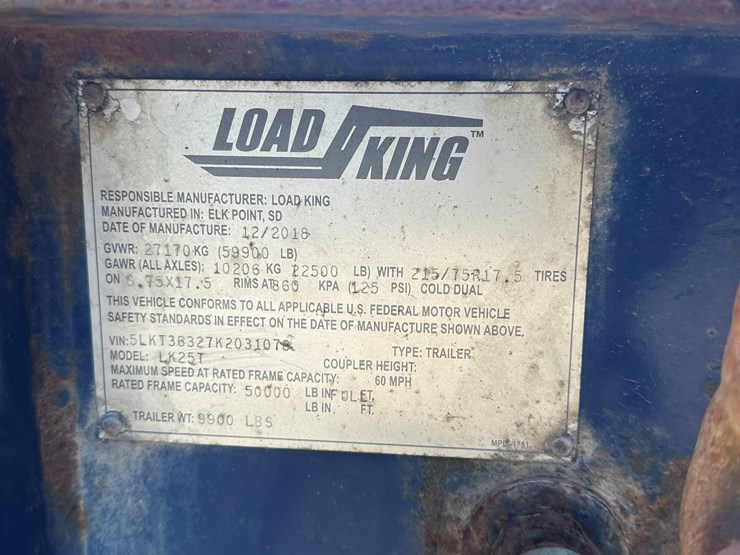 LOAD KING™
RESPONSIBLE MANUFACTURER: LOAD KING
MANUFACTURED IN: ELK POINT, SD
DATE OF MANUFACTURE: 12/2018
GVWR: 27170 KG (59900 LB)
GAWR (ALL AXLES): 10206 KG 22500 LB) WITH 215/75R17.5 TIRES
ON 6.75X17.5 RIMS AT 860 KPA (125 PSI) COLD DUAL
THIS VEHICLE CONFORMS TO ALL APPLICABLE U.S. FEDERAL MOTOR VEHICLE
SAFETY STANDARDS IN EFFECT ON THE DATE OF MANUFACTURE SHOWN ABOVE.
VIN: TYPE: TRAILER
MODEL: LK25T COUPLER HEIGHT:
MAXIMUM SPEED AT RATED FRAME CAPACITY: 60 MPH
RATED FRAME CAPACITY: 50000 LB IN FT.
LB IN FT.
TRAILER WT: 9900 LBS